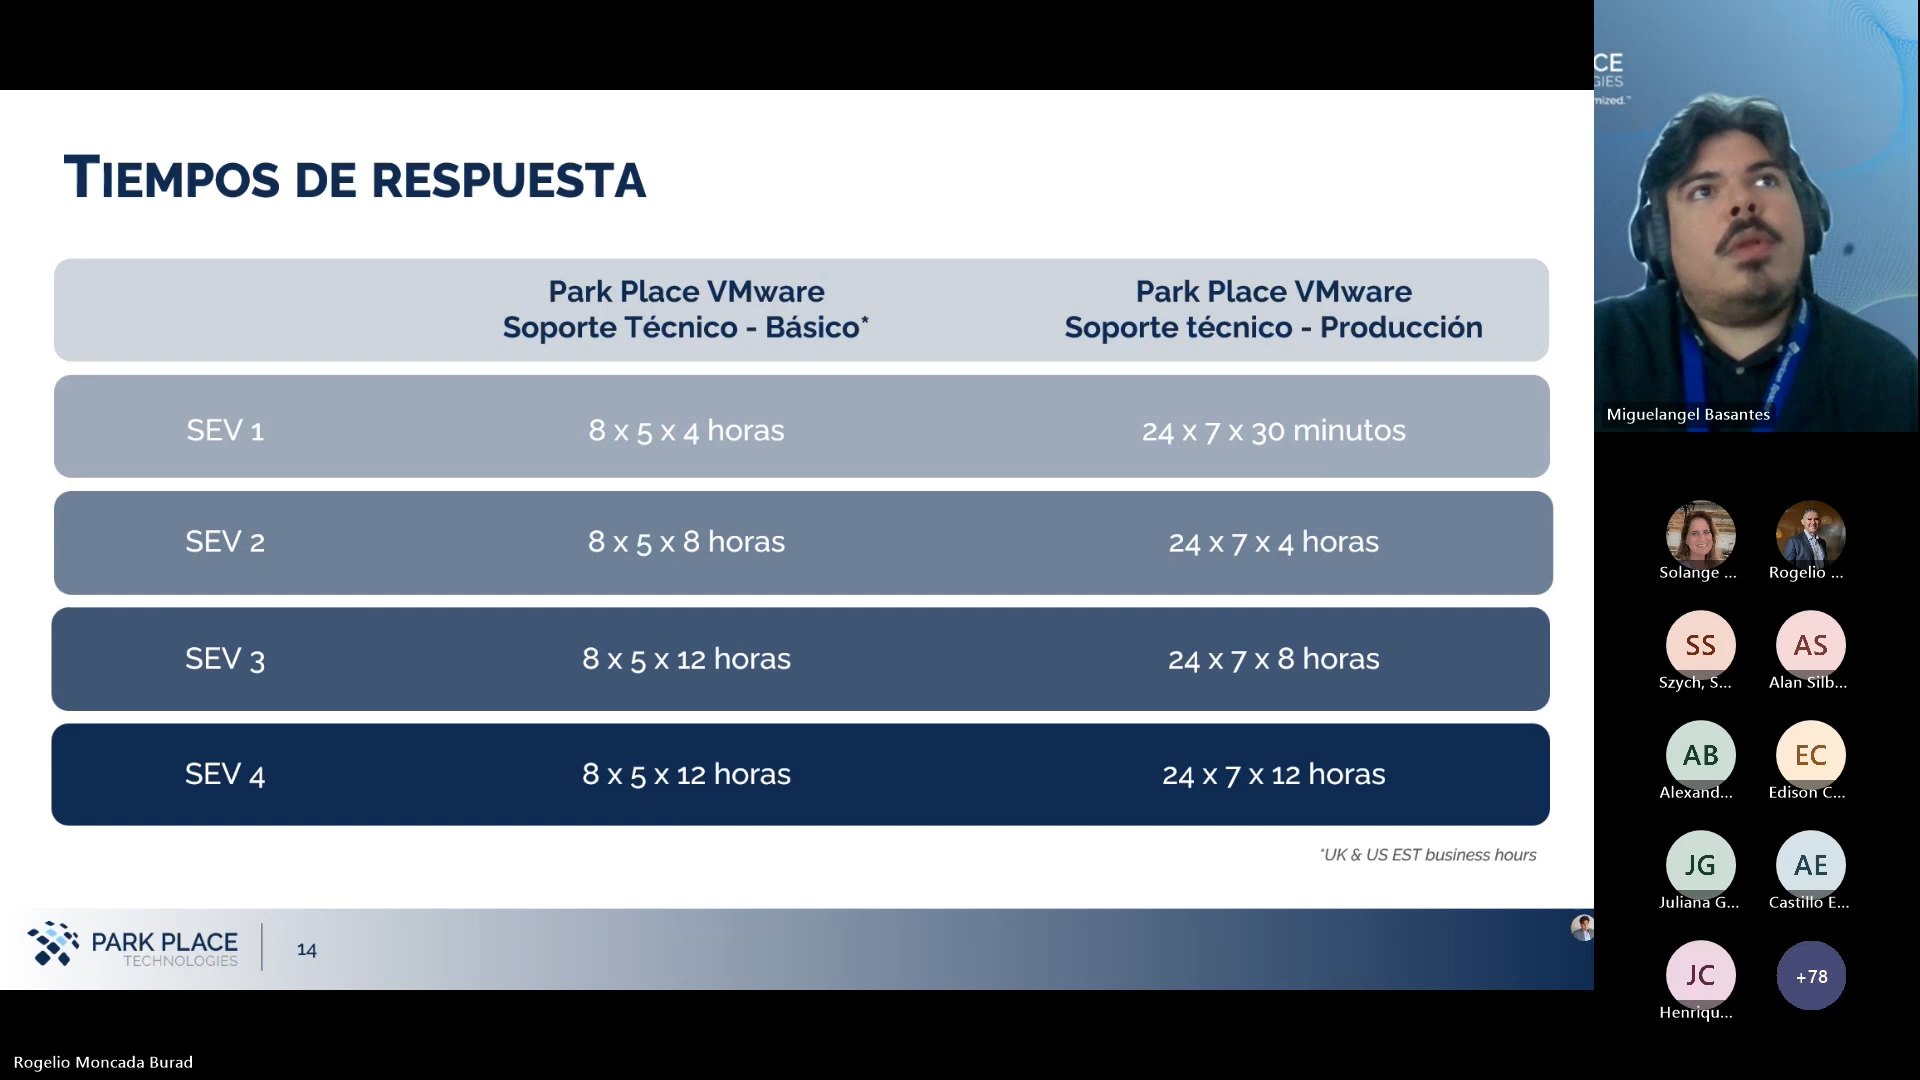 TIEMPOS DE RESPUESTA
Park Place VMware
Soporte Técnico - Básico*
Park Place VMware
Soporte técnico - Producción
SEV 1
8 x 5 x 4 horas
24 x 7 x 30 minutos
SEV 2
8 x 5 x 8 horas
24 x 7 x 4 horas
SEV 3
8 x 5 x 12 horas
24 x 7 x 8 horas
SEV 4
8 x 5 x 12 horas
24 x 7 x 12 horas
*UK & US EST business hours
PARK PLACE
TECHNOLOGIES
14
CE
GIES
mized.™
Miguelangel Basantes
Solange ...
Rogelio ...
SS
Szych, S...
AS
Alan Silb...
AB
Alexand...
EC
Edison C...
JG
Juliana G...
AE
Castillo E...
JC
Henriqu...
+78
Rogelio Moncada Burad